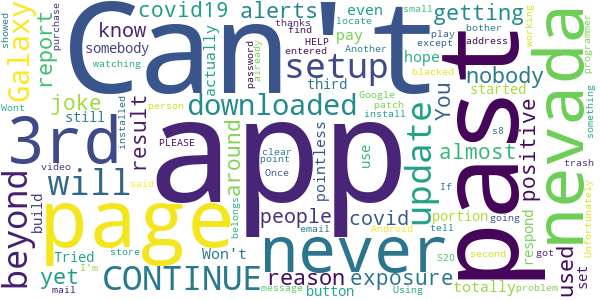 Galaxy
covid19 alerts
even
getting
know
report
somebody
actually
locate
pay
small
watching
thanks
showed
purchase
HELP
find
already
entered
play
bother
password
Another
except
address
Can't
setup
hope
nobody
blacked
working
programmer
joke
downloaded
third
Google
patch
You
started
install
past
nevada
3rd
still
Wont
installed
result
around
app
update
almost
s8
something
person
pointless
clear
point
use
Once
PLEASE
positive
If
trash
beyond
will
page
people
covid
portion
respond
going
Unfortunately
video
said
build
belongs
email
Android
tell
S20
second
got
used
yet
Tried
never
reason
exposure
totally
set
I'm
store
Won't
mail
CONTINUE
button
message
Using
problem